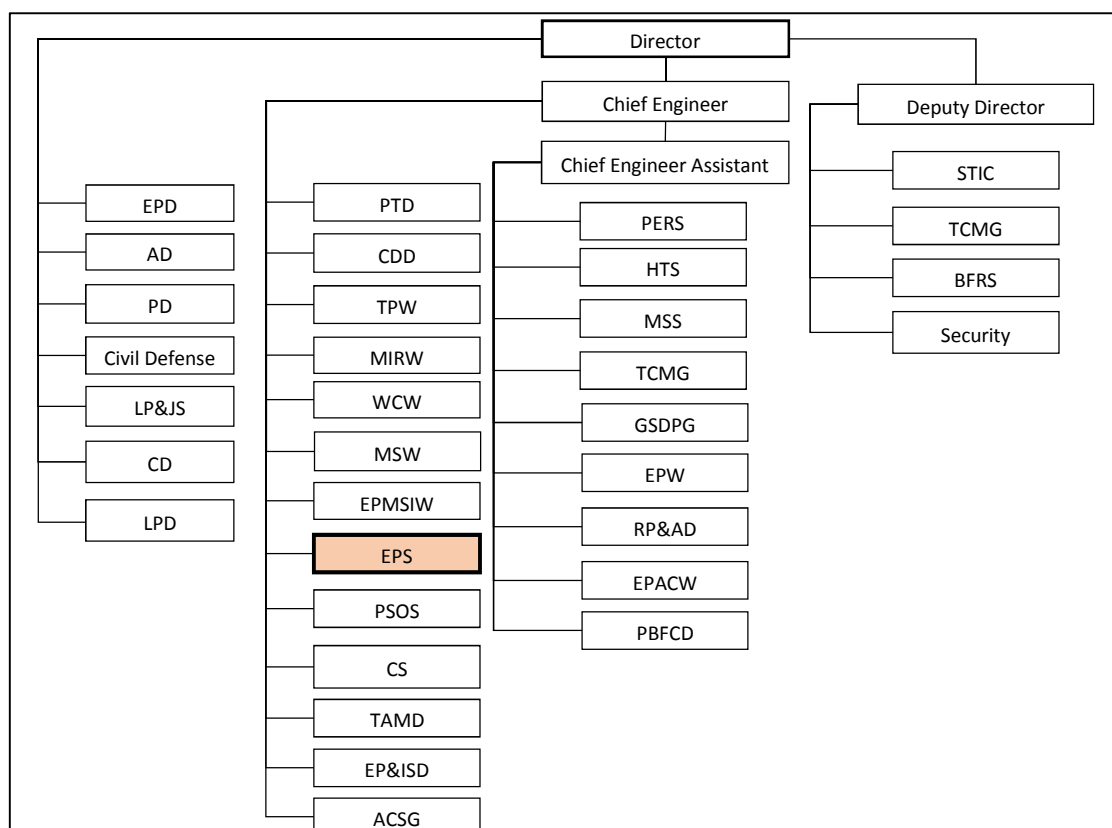 Director
Chief Engineer
Deputy Director
Chief Engineer Assistant
EPD
AD
PD
Civil Defense
LP&JS
CD
LPD
PTD
CDD
TPW
MIRW
WCW
MSW
EPMSIW
EPS
PSOS
CS
TAMD
EP&ISD
ACSG
PERS
HTS
MSS
TCMG
GSDPG
EPW
RP&AD
EPACW
PBFCD
STIC
TCMG
BFRS
Security